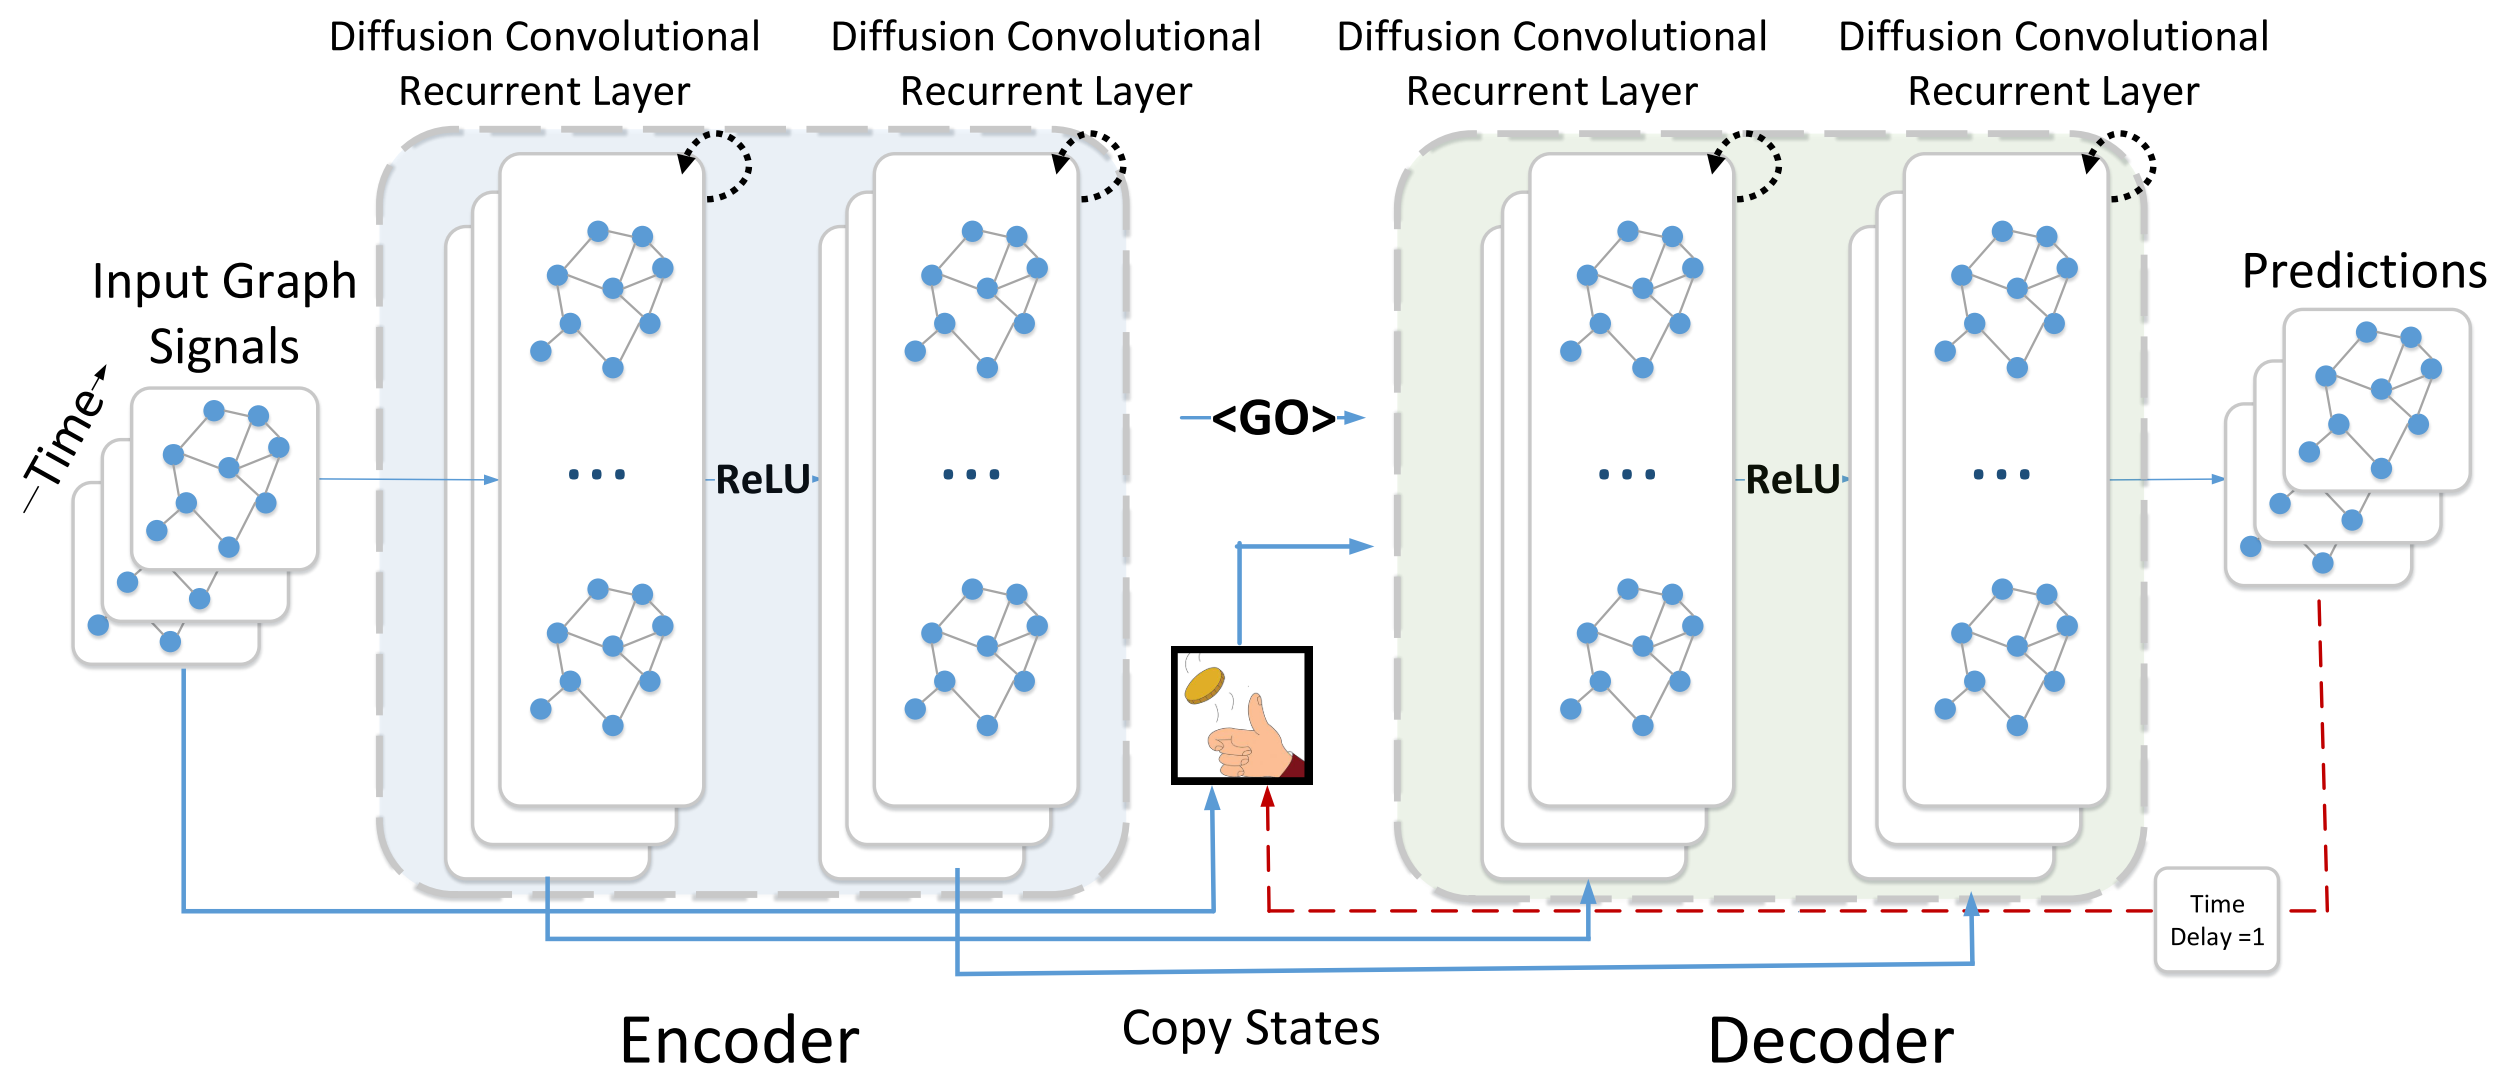 Diffusion Convolutional
Recurrent Layer
Diffusion Convolutional
Recurrent Layer
Diffusion Convolutional
Recurrent Layer
Diffusion Convolutional
Recurrent Layer
Input Graph
Signals
Time
ReLU
<GO>
ReLU
Predictions
Time
Delay =1
Encoder
Copy States
Decoder